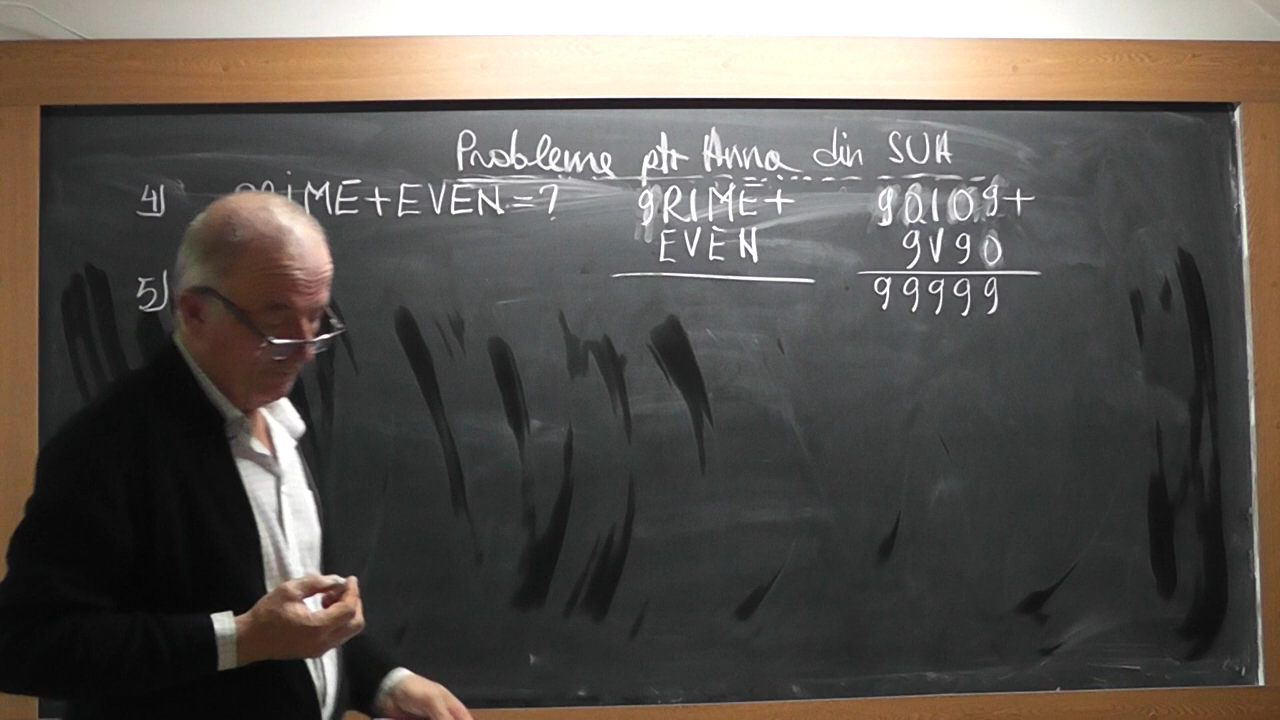 Probleme ptr Anna din SUA
4) IME+EVEN=? 9RIME+ 90109+
EVEN 9V90
5) 99999